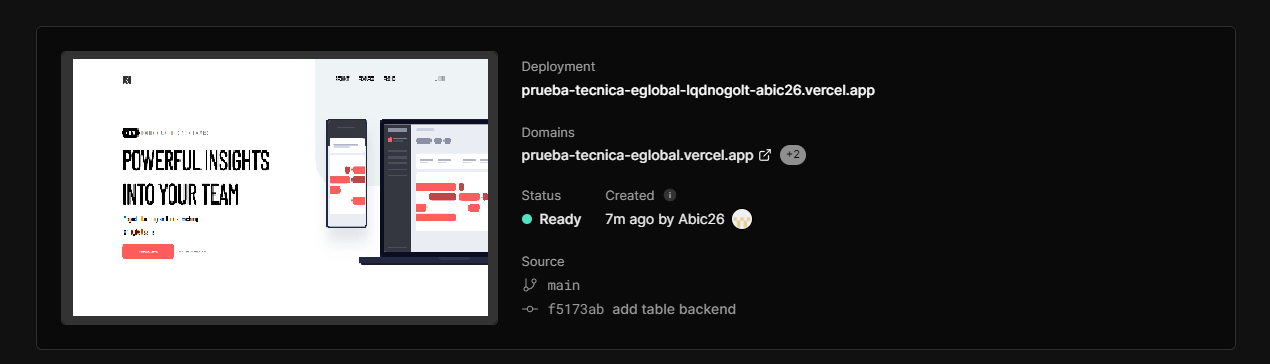 POWERFUL INSIGHTS
INTO YOUR TEAM
Deployment
prueba-tecnica-eglobal-lqdnogolt-abic26.vercel.app
Domains
prueba-tecnica-eglobal.vercel.app +2
Status Created
Ready 7m ago by Abic26
Source
main
f5173ab add table backend